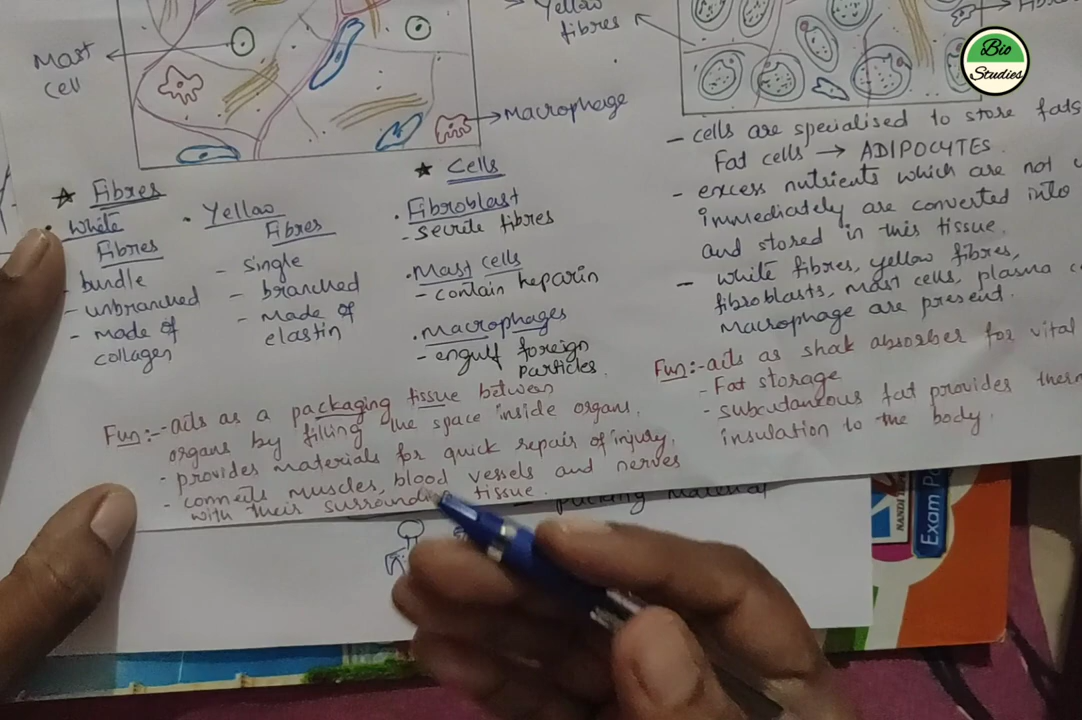 Mast
cell
Macrophage
Yellow
fibres
Bio
Studies
★ Fibres
• White
Fibres
- bundle
- unbranched
- made of
collagen
• Yellow
Fibres
- single
- branched
- made of
elastin
★ Cells
• Fibroblast
- secrete fibres
• Mast cells
- contain heparin
• Macrophages
- engulf foreign
particles.
Fun:- acts as a packaging tissue between
organs by filling the space inside organs.
- provides materials for quick repair of injury.
- connects muscles, blood vessels and nerves
with their surrounding tissue.
- cells are specialised to store fats
Fat cells → ADIPOCYTES
- excess nutrients which are not
immediately are converted into
and stored in this tissue.
- white fibres, yellow fibres,
fibroblasts, mast cells, plasma
Macrophage are present.
Fun:- acts as shak absorber for vital
- Fat storage
- subcutaneous fat provides
insulation to the body.
- packing material
Exam